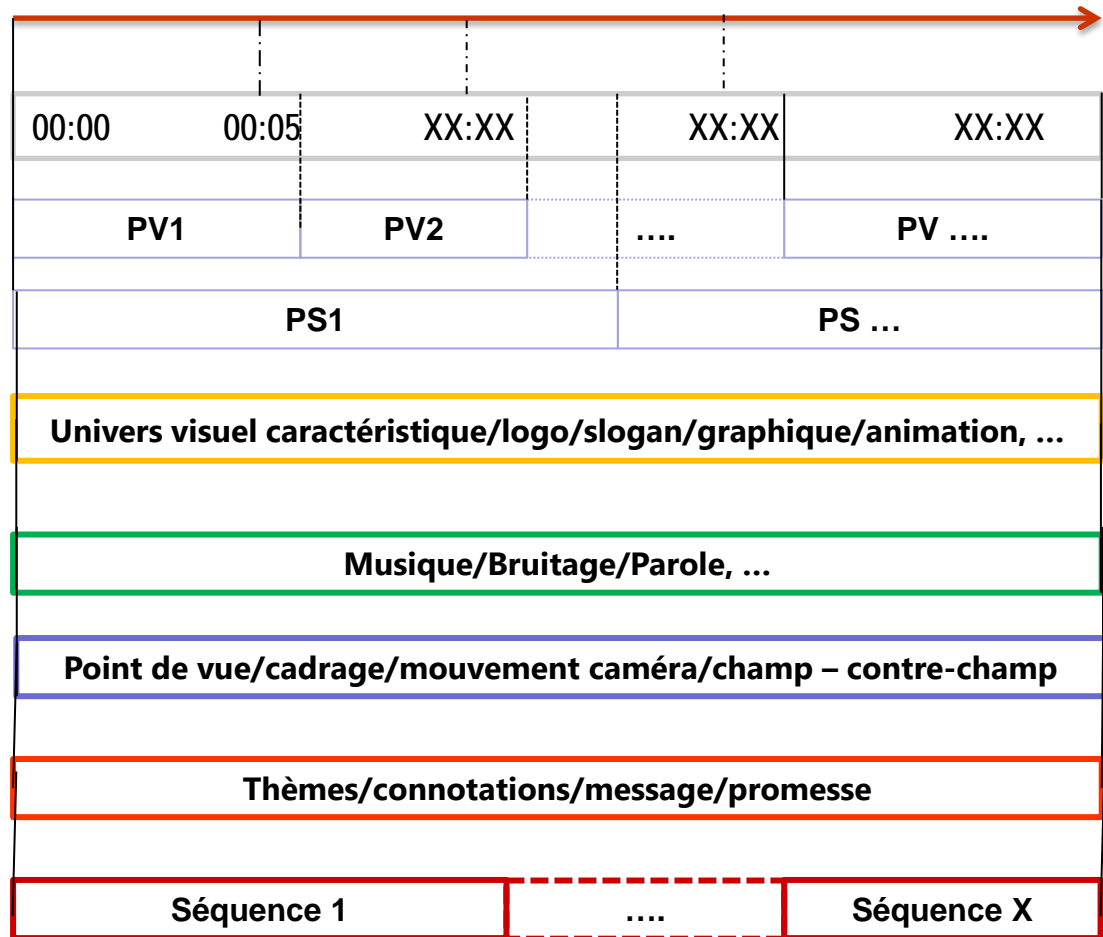 00:00 00:05 XX:XX XX:XX XX:XX
PV1 PV2 .... PV ....
PS1 PS ...
Univers visuel caractéristique/logo/slogan/graphique/animation, ...
Musique/Bruitage/Parole, ...
Point de vue/cadrage/mouvement caméra/champ – contre-champ
Thèmes/connotations/message/promesse
Séquence 1 .... Séquence X